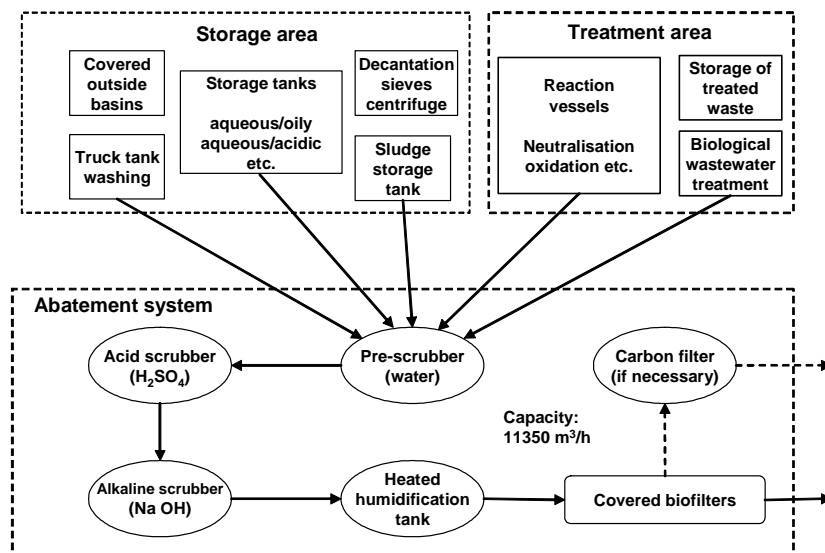 Storage area
Covered
outside
basins
Storage tanks
aqueous/oily
aqueous/acidic
etc.
Decantation
sieves
centrifuge
Truck tank
washing
Sludge
storage
tank
Treatment area
Reaction
vessels
Neutralisation
oxidation etc.
Storage of
treated
waste
Biological
wastewater
treatment
Abatement system
Acid scrubber
(H₂SO₄)
Pre-scrubber
(water)
Carbon filter
(if necessary)
Capacity:
11350 m³/h
Alkaline scrubber
(Na OH)
Heated
humidification
tank
Covered biofilters